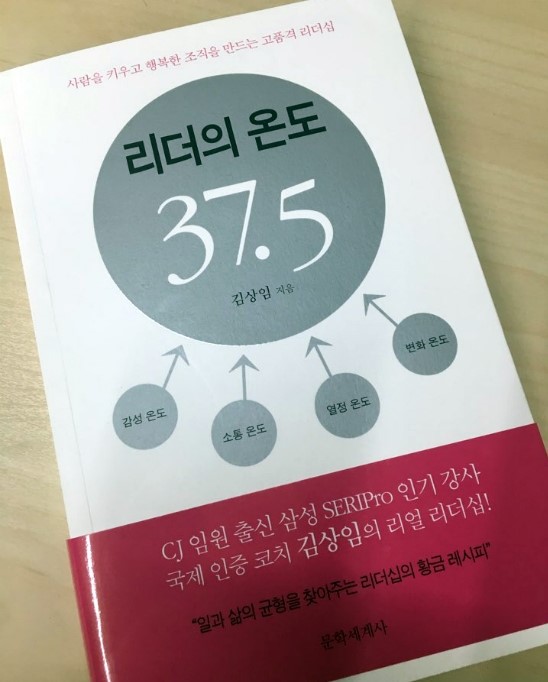 사람을 키우고 행복한 조직을 만드는 고품격 리더십
리더의 온도
37.5
김상임 지음
감성 온도
소통 온도
열정 온도
변화 온도
CJ 임원 출신 삼성 SERIPro 인기 강사
국제 인증 코치 김상임의 리얼 리더십!
"일과 삶의 균형을 찾아주는 리더십의 황금 레시피"
문학세계사